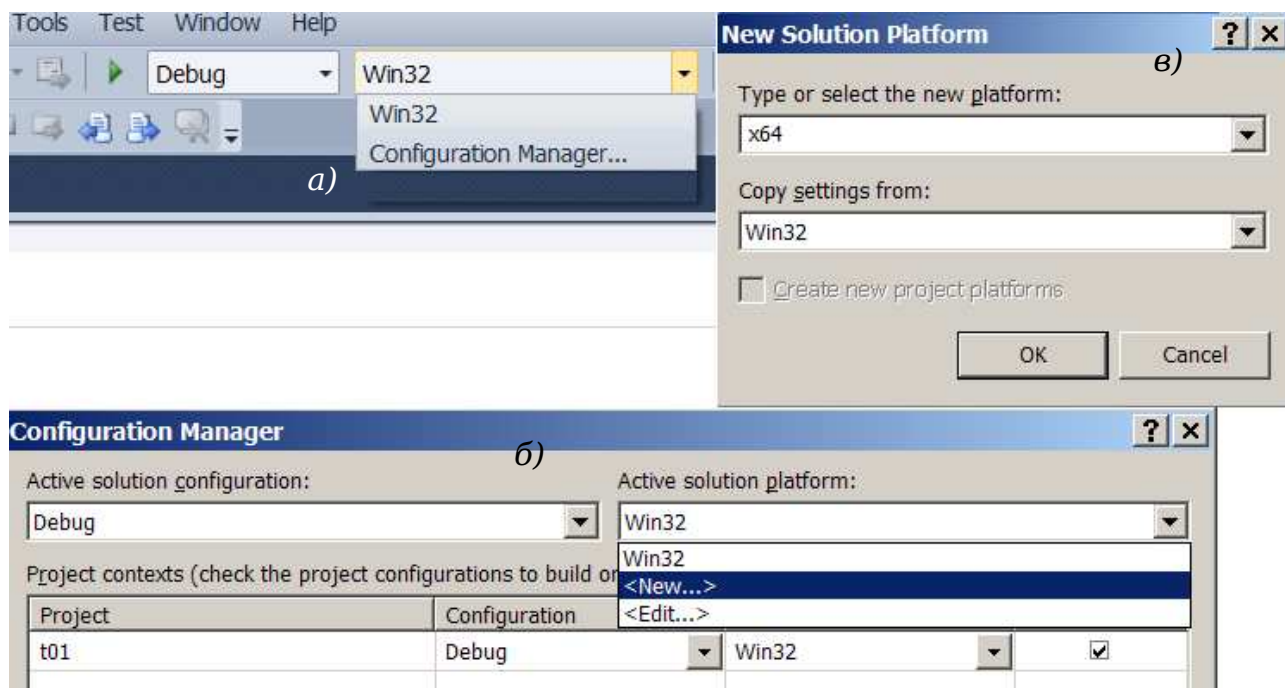 Tools Test Window Help
Debug
Win32
Win32
Configuration Manager...
а)
New Solution Platform
в)
Type or select the new platform:
x64
Copy settings from:
Win32
Create new project platforms
OK Cancel
Configuration Manager
б)
Active solution configuration: Active solution platform:
Debug Win32
Win32
Project contexts (check the project configurations to build or
<New...>
Project Configuration <Edit...>
t01 Debug Win32